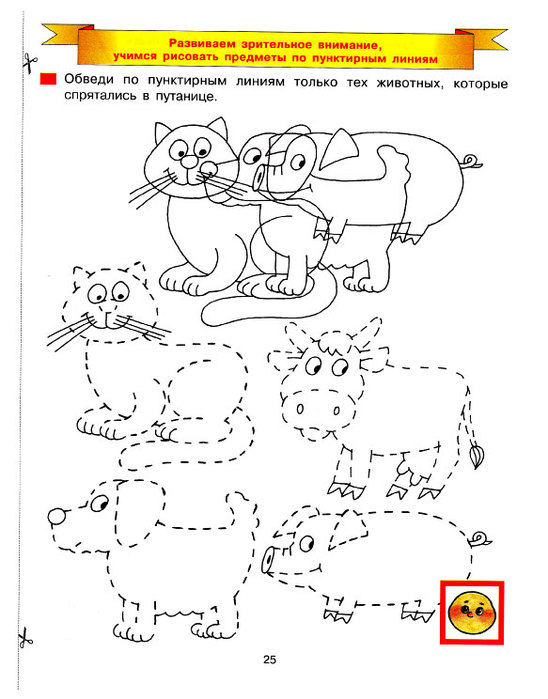 Развиваем зрительное внимание,
учимся рисовать предметы по пунктирным линиям
Обведи по пунктирным линиям только тех животных, которые
спрятались в путанице.
25